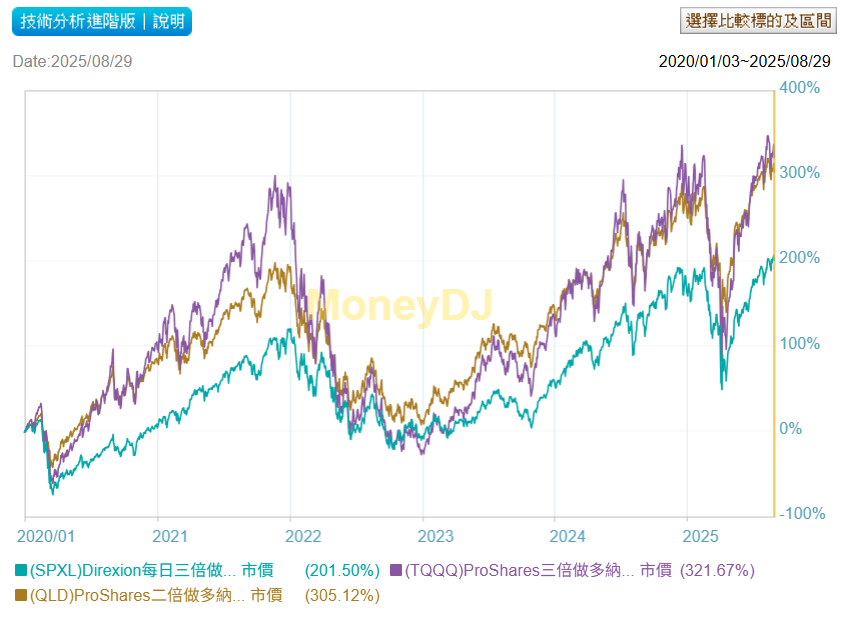 技術分析進階版｜說明
選擇比較標的及區間
Date:2025/08/29
2020/01/03~2025/08/29
400%
300%
200%
MoneyDJ
100%
0%
-100%
2020/01 2021 2022 2023 2024 2025
(SPXL)Direxion每日三倍做... 市價 (201.50%) (TQQQ)ProShares三倍做多納... 市價 (321.67%)
(QLD)ProShares二倍做多納... 市價 (305.12%)